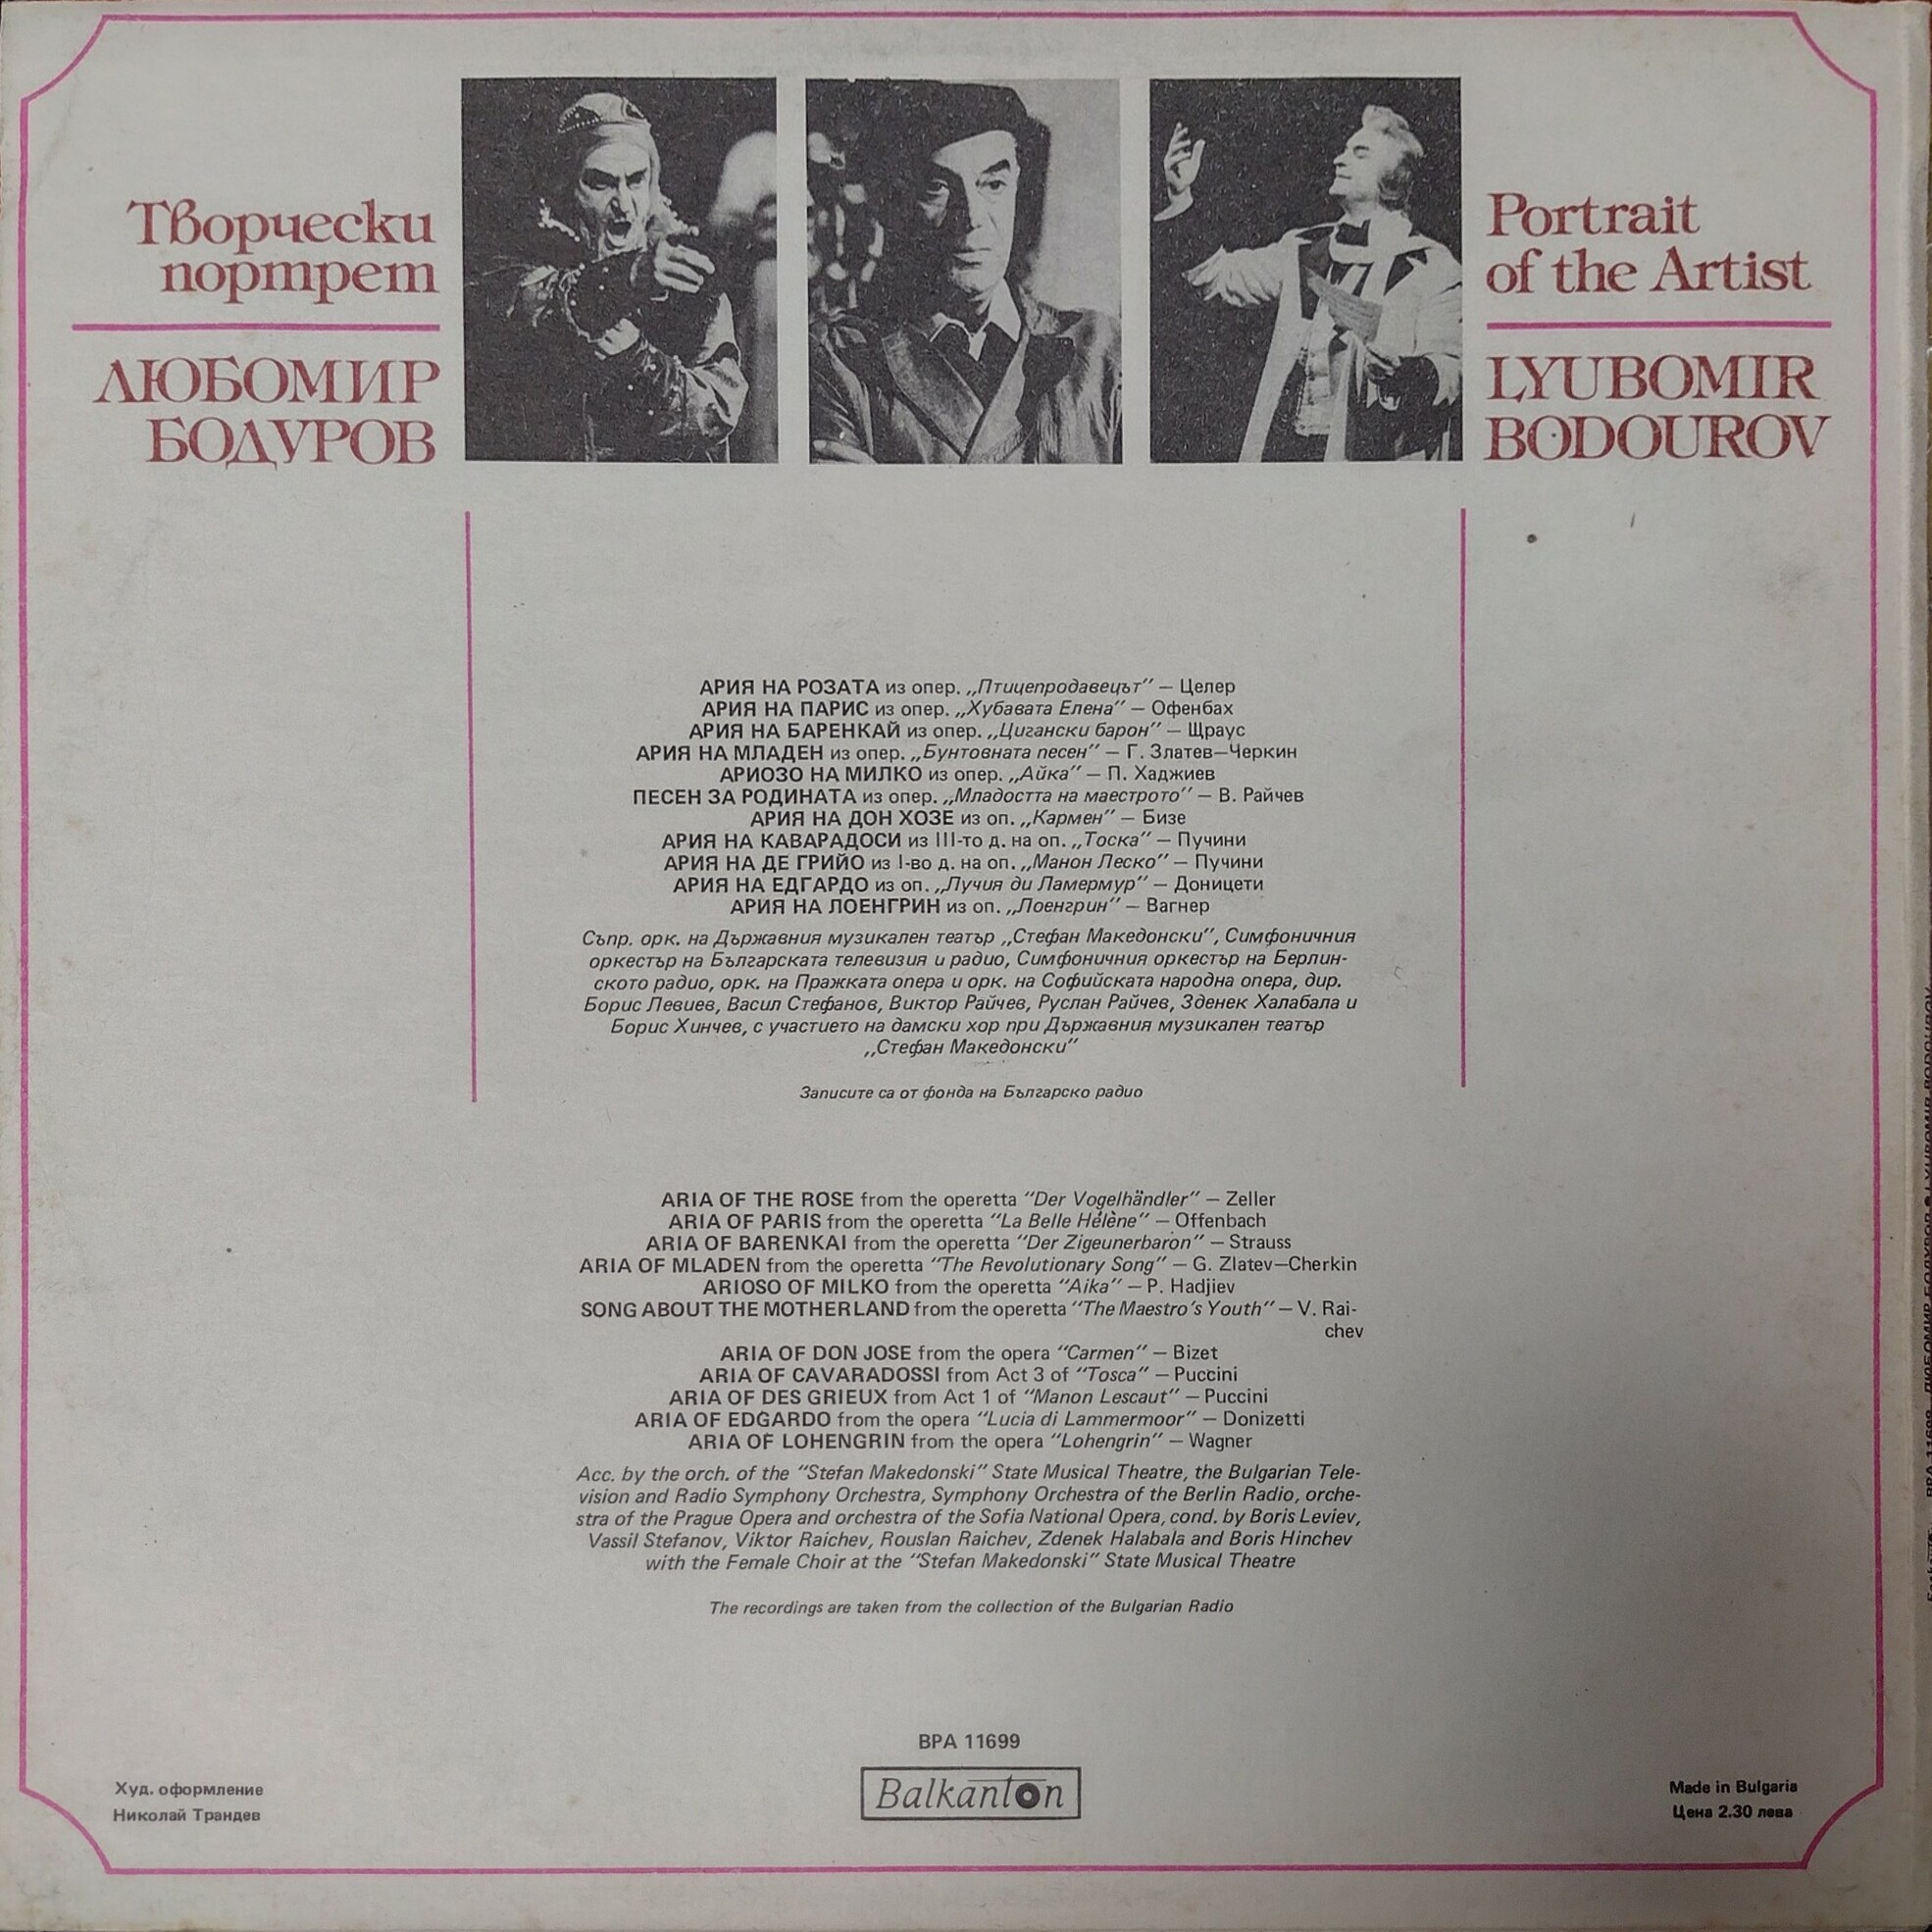 Творчески
портрет
ЛЮБОМИР
БОДУРОВ
Portrait
of the Artist
LYUBOMIR
BODOUROV
АРИЯ НА РОЗАТА из опер. „Птицепродавецът” — Целер
АРИЯ НА ПАРИС из опер. „Хубавата Елена” — Офенбах
АРИЯ НА БАРЕНКАЙ из опер. „Цигански барон” — Щраус
АРИЯ НА МЛАДЕН из опер. „Бунтовната песен” — Г. Златев—Черкин
АРИОЗО НА МИЛКО из опер. „Айка” — П. Хаджиев
ПЕСЕН ЗА РОДИНАТА из опер. „Младостта на маестрото” — В. Райчев
АРИЯ НА ДОН ХОЗЕ из оп. „Кармен” — Бизе
АРИЯ НА КАВАРАДОСИ из III-то д. на оп. „Тоска” — Пучини
АРИЯ НА ДЕ ГРИЙО из I-во д. на оп. „Манон Леско” — Пучини
АРИЯ НА ЕДГАРДО из оп. „Лучия ди Ламермур” — Доницети
АРИЯ НА ЛОЕНГРИН из оп. „Лоенгрин” — Вагнер
Съпр. орк. на Държавния музикален театър „Стефан Македонски”, Симфоничния
оркестър на Българската телевизия и радио, Симфоничния оркестър на Берлин-
ското радио, орк. на Пражката опера и орк. на Софийската народна опера, дир.
Борис Левиев, Васил Стефанов, Виктор Райчев, Руслан Райчев, Зденек Халабала и
Борис Хинчев, с участието на дамски хор при Държавния музикален театър
„Стефан Македонски”
Записите са от фонда на Българско радио
ARIA OF THE ROSE from the operetta “Der Vogelhändler” — Zeller
ARIA OF PARIS from the operetta “La Belle Hélène” — Offenbach
ARIA OF BARENKAI from the operetta “Der Zigeunerbaron” — Strauss
ARIA OF MLADEN from the operetta “The Revolutionary Song” — G. Zlatev—Cherkin
ARIOSO OF MILKO from the operetta “Aika” — P. Hadjiev
SONG ABOUT THE MOTHERLAND from the operetta “The Maestro’s Youth” — V. Rai-
chev
ARIA OF DON JOSE from the opera “Carmen” — Bizet
ARIA OF CAVARADOSSI from Act 3 of “Tosca” — Puccini
ARIA OF DES GRIEUX from Act 1 of “Manon Lescaut” — Puccini
ARIA OF EDGARDO from the opera “Lucia di Lammermoor” — Donizetti
ARIA OF LOHENGRIN from the opera “Lohengrin” — Wagner
Acc. by the orch. of the “Stefan Makedonski” State Musical Theatre, the Bulgarian Tele-
vision and Radio Symphony Orchestra, Symphony Orchestra of the Berlin Radio, orche-
stra of the Prague Opera and orchestra of the Sofia National Opera, cond. by Boris Leviev,
Vassil Stefanov, Viktor Raichev, Rouslan Raichev, Zdenek Halabala and Boris Hinchev
with the Female Choir at the “Stefan Makedonski” State Musical Theatre
The recordings are taken from the collection of the Bulgarian Radio
ВРА 11699
Balkanton
Худ. оформление
Николай Трандев
Made in Bulgaria
Цена 2.30 лева